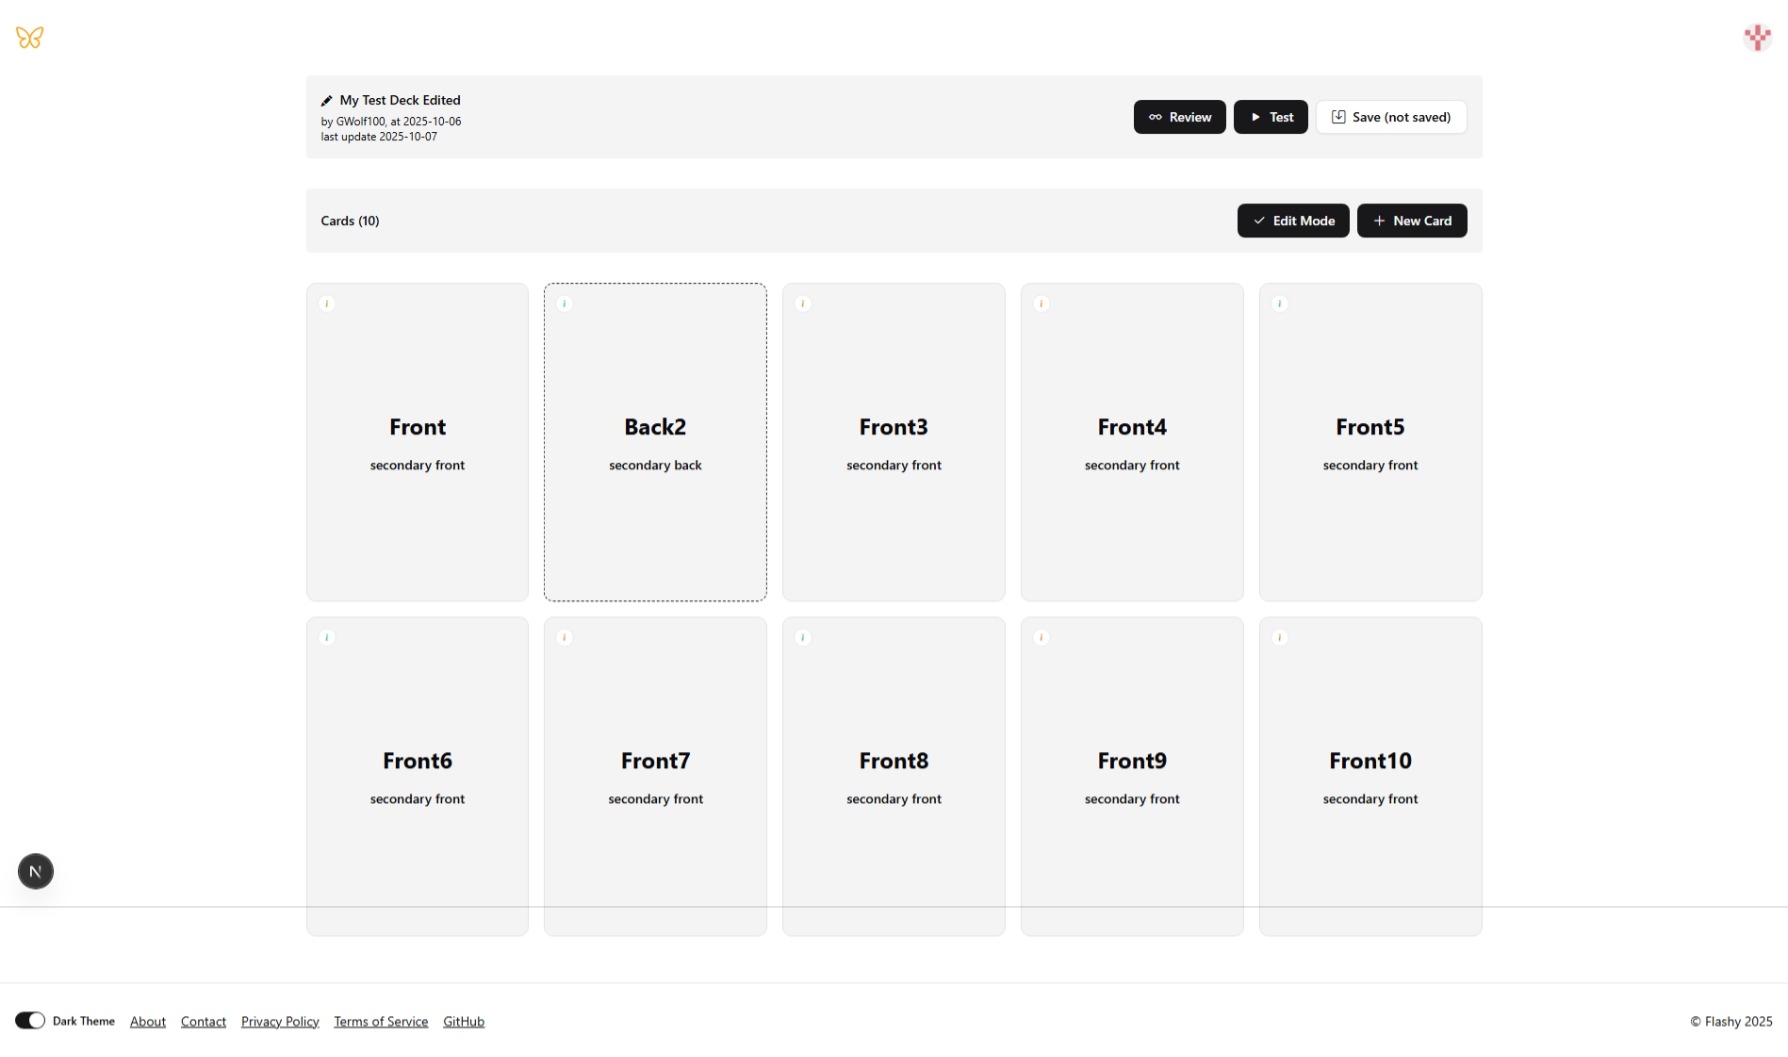 My Test Deck Edited
by GWolf100, at 2025-10-06
last update 2025-10-07
Review
Test
Save (not saved)
Cards (10)
Edit Mode
New Card
i
i
i
i
i
Front
secondary front
Back2
secondary back
Front3
secondary front
Front4
secondary front
Front5
secondary front
i
i
i
i
i
Front6
secondary front
Front7
secondary front
Front8
secondary front
Front9
secondary front
Front10
secondary front
N
Dark Theme About Contact Privacy Policy Terms of Service GitHub
© Flashy 2025